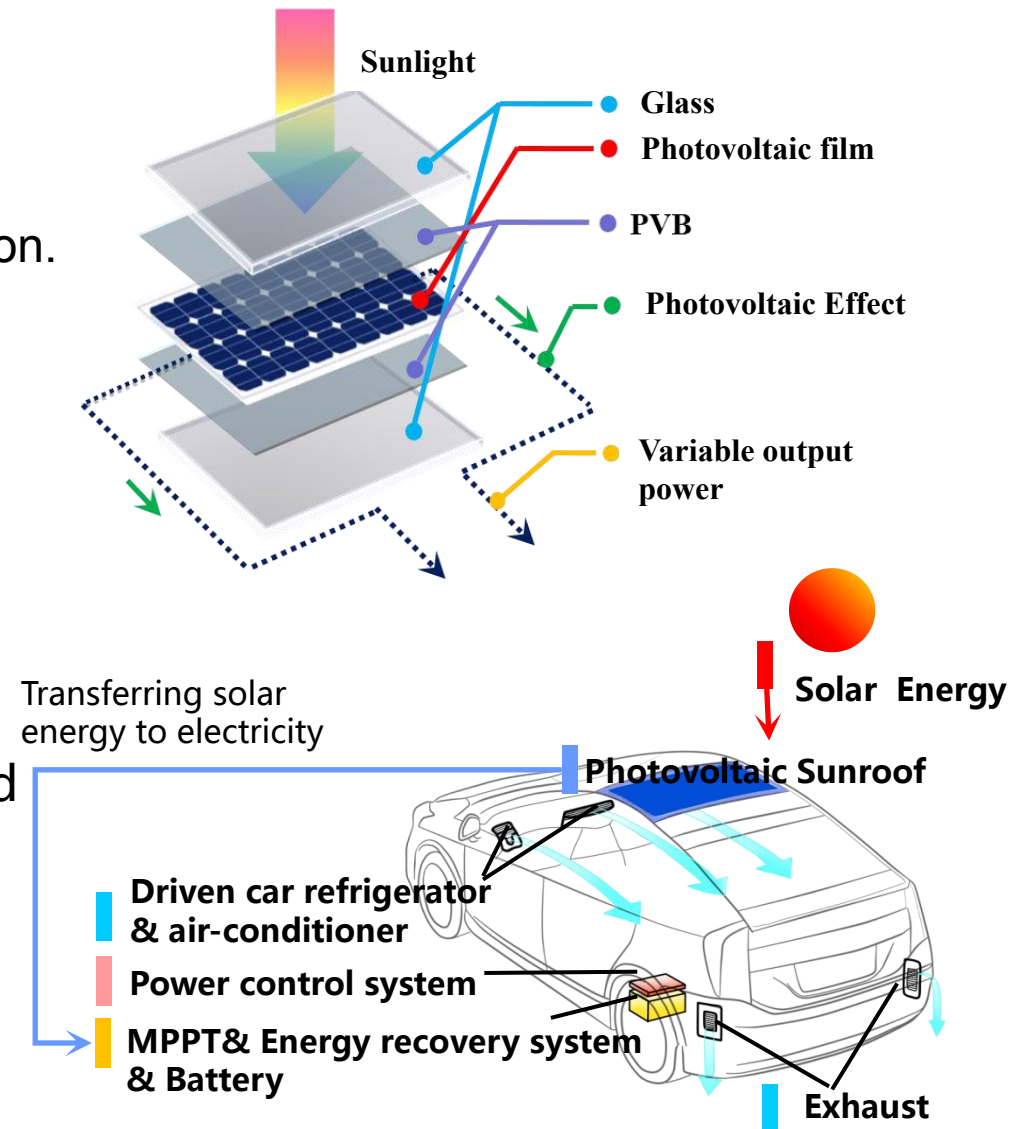 Sunlight
Glass
Photovoltaic film
PVB
on.
Photovoltaic Effect
Variable output
power
Solar Energy
Transferring solar
energy to electricity
d
Photovoltaic Sunroof
Driven car refrigerator
& air-conditioner
Power control system
MPPT& Energy recovery system
& Battery
Exhaust